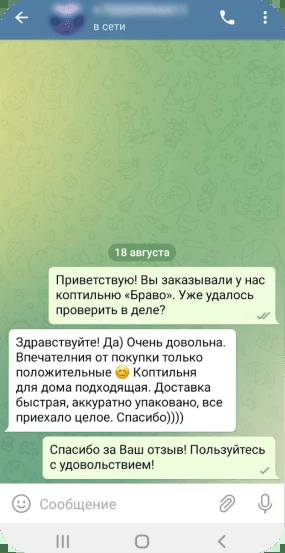 в сети
18 августа
Приветствую! Вы заказывали у нас
коптильню «Браво». Уже удалось
проверить в деле?
Здравствуйте! Да) Очень довольна.
Впечателния от покупки только
положительные 😊 Коптильня
для дома подходящая. Доставка
быстрая, аккуратно упаковано, все
приехало целое. Спасибо))))
Спасибо за Ваш отзыв! Пользуйтесь
с удовольствием!
Сообщение